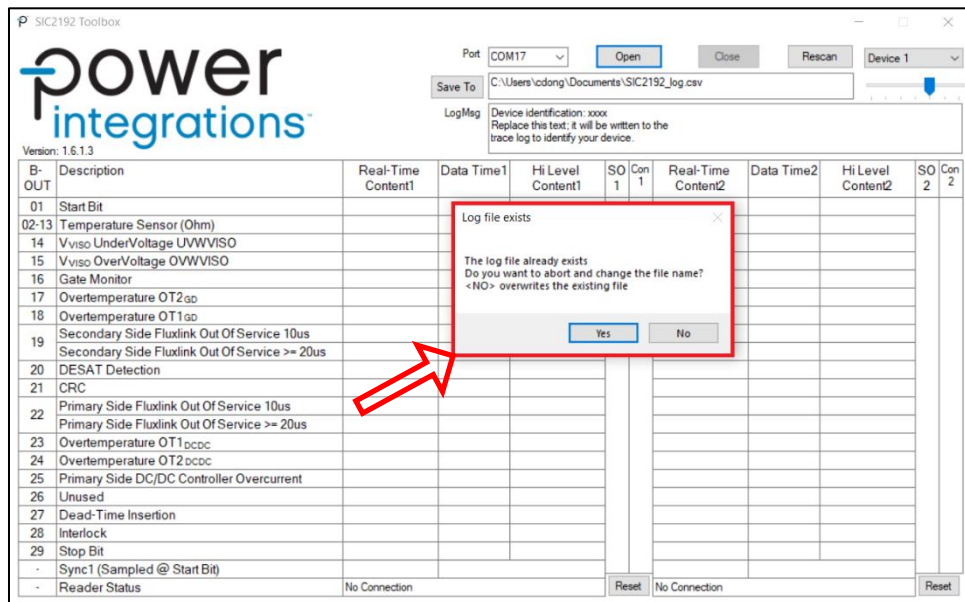 SIC2192 Toolbox
power
integrations
Version: 1.6.1.3
Port COM17 Open Close Rescan Device 1
Save To C:\Users\cdong\Documents\SIC2192_log.csv
LogMsg Device identification: xxxx
Replace this text; it will be written to the
trace log to identify your device.
B-OUT Description Real-Time Content1 Data Time1 Hi Level Content1 SO 1 Con 1 Real-Time Content2 Data Time2 Hi Level Content2 SO 2 Con 2
01 Start Bit
02-13 Temperature Sensor (Ohm)
14 VVISO UnderVoltage UVWVISO
15 VVISO OverVoltage OVWVISO
16 Gate Monitor
17 Overtemperature OT2GD
18 Overtemperature OT1GD
19 Secondary Side Fluxlink Out Of Service 10us
Secondary Side Fluxlink Out Of Service >= 20us
20 DESAT Detection
21 CRC
22 Primary Side Fluxlink Out Of Service 10us
Primary Side Fluxlink Out Of Service >= 20us
23 Overtemperature OT1DCDC
24 Overtemperature OT2DCDC
25 Primary Side DC/DC Controller Overcurrent
26 Unused
27 Dead-Time Insertion
28 Interlock
29 Stop Bit
- Sync1 (Sampled @ Start Bit)
- Reader Status No Connection Reset No Connection Reset
Log file exists
The log file already exists
Do you want to abort and change the file name?
<NO> overwrites the existing file
Yes No